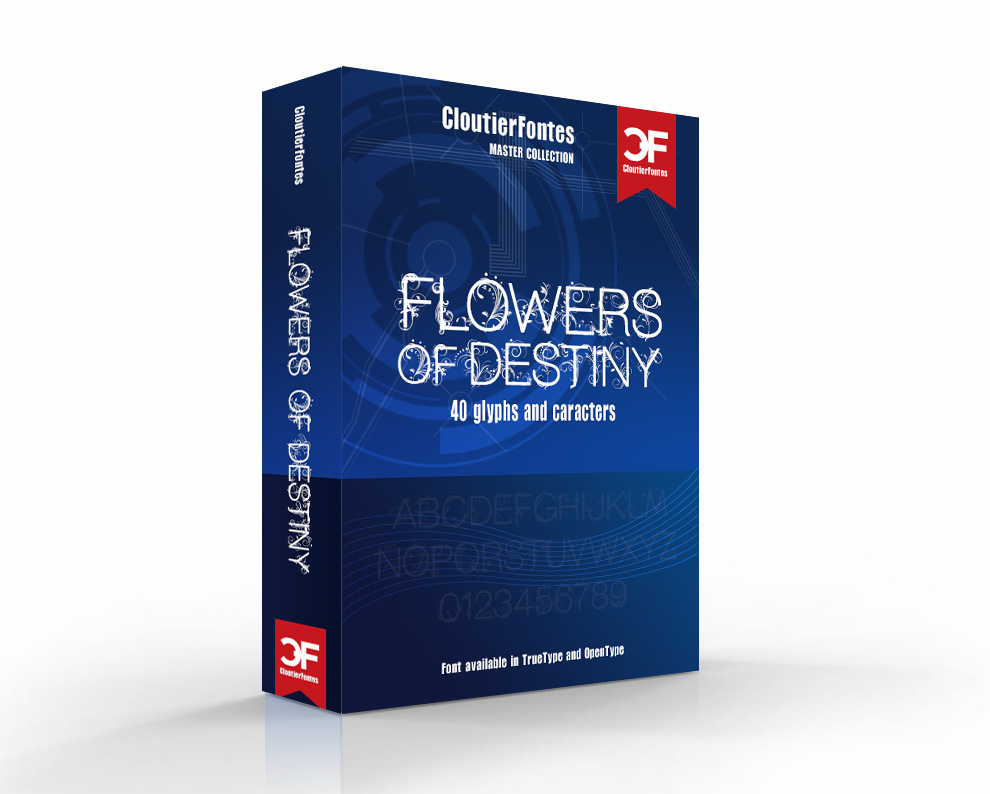 CloutierFontes
FLOWERS OF DESTINY
CF
CloutierFontes
CloutierFontes
MASTER COLLECTION
CF
CloutierFontes
FLOWERS
OF DESTINY
40 glyphs and caracters
ABCDEFGHIJKLM
NOPQRSTUVWXYZ
0123456789
Font available in TrueType and OpenType